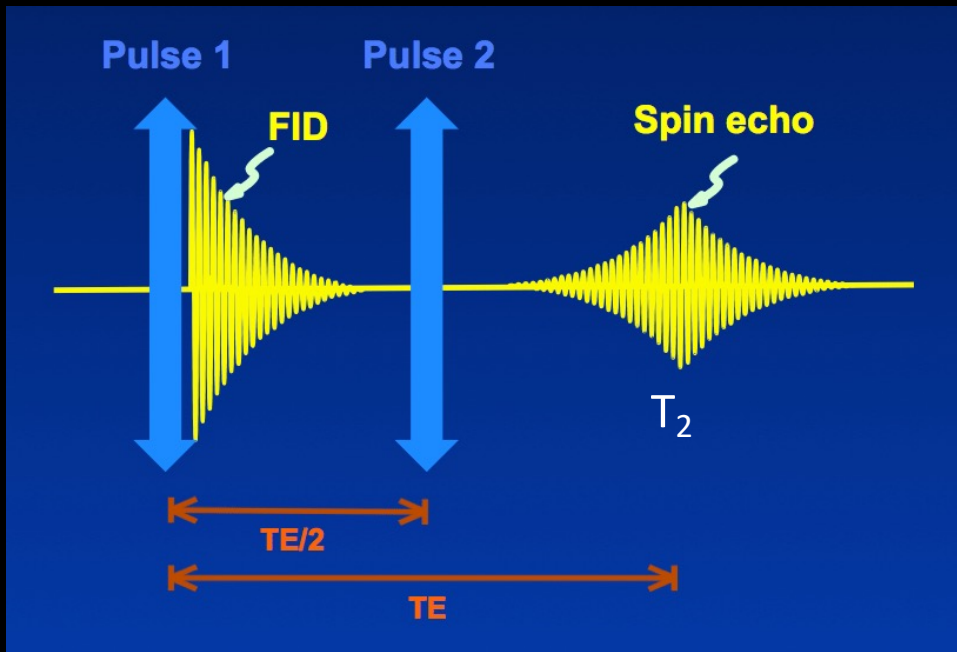 Pulse 1
Pulse 2
FID
Spin echo
T₂
TE/2
TE